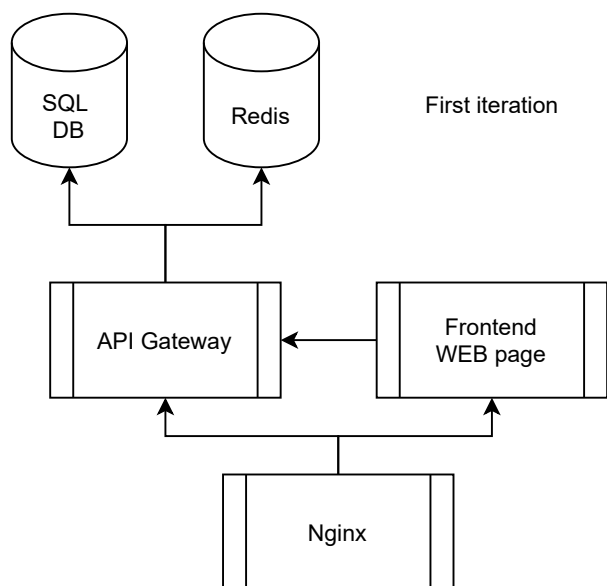 SQL
DB
Redis
First iteration
API Gateway
Frontend
WEB page
Nginx